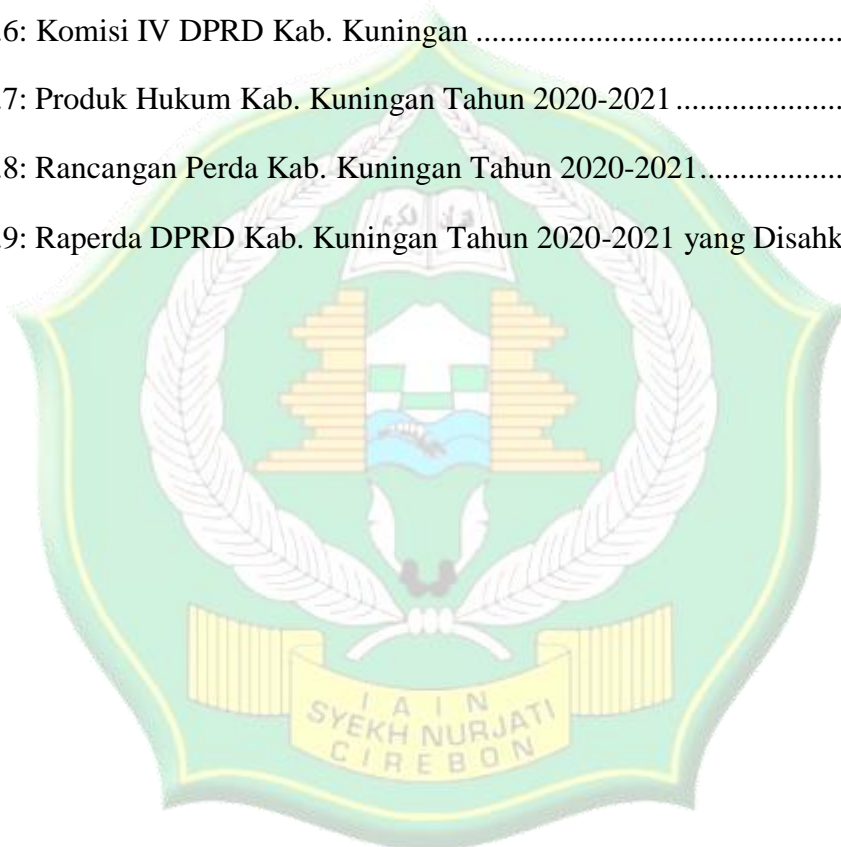 .6: Komisi IV DPRD Kab. Kuningan ............................................
.7: Produk Hukum Kab. Kuningan Tahun 2020-2021 .....................
.8: Rancangan Perda Kab. Kuningan Tahun 2020-2021..................
.9: Raperda DPRD Kab. Kuningan Tahun 2020-2021 yang Disahk
IAIN
SYEKH NURJATI
CIREBON